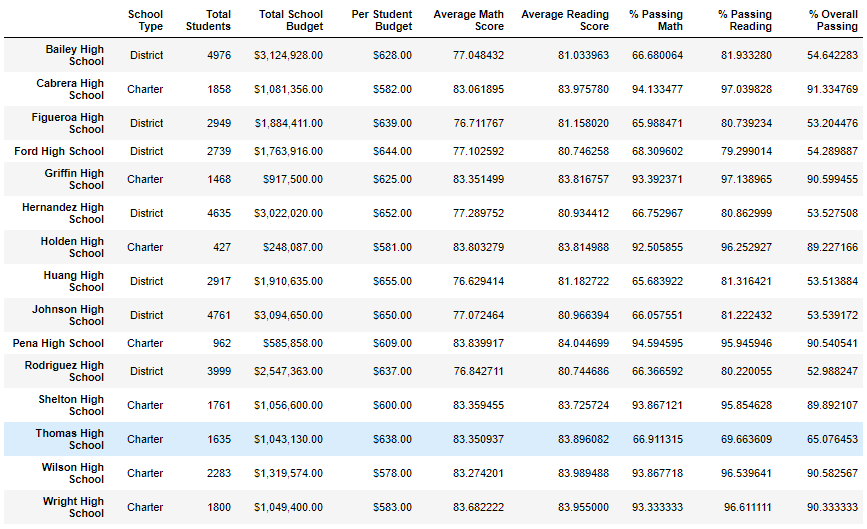 School Type Total Students Total School Budget Per Student Budget Average Math Score Average Reading Score % Passing Math % Passing Reading % Overall Passing
Bailey High School District 4976 $3,124,928.00 $628.00 77.048432 81.033963 66.680064 81.933280 54.642283
Cabrera High School Charter 1858 $1,081,356.00 $582.00 83.061895 83.975780 94.133477 97.039828 91.334769
Figueroa High School District 2949 $1,884,411.00 $639.00 76.711767 81.158020 65.988471 80.739234 53.204476
Ford High School District 2739 $1,763,916.00 $644.00 77.102592 80.746258 68.309602 79.299014 54.289887
Griffin High School Charter 1468 $917,500.00 $625.00 83.351499 83.816757 93.392371 97.138965 90.599455
Hernandez High School District 4635 $3,022,020.00 $652.00 77.289752 80.934412 66.752967 80.862999 53.527508
Holden High School Charter 427 $248,087.00 $581.00 83.803279 83.814988 92.505855 96.252927 89.227166
Huang High School District 2917 $1,910,635.00 $655.00 76.629414 81.182722 65.683922 81.316421 53.513884
Johnson High School District 4761 $3,094,650.00 $650.00 77.072464 80.966394 66.057551 81.222432 53.539172
Pena High School Charter 962 $585,858.00 $609.00 83.839917 84.044699 94.594595 95.945946 90.540541
Rodriguez High School District 3999 $2,547,363.00 $637.00 76.842711 80.744686 66.366592 80.220055 52.988247
Shelton High School Charter 1761 $1,056,600.00 $600.00 83.359455 83.725724 93.867121 95.854628 89.892107
Thomas High School Charter 1635 $1,043,130.00 $638.00 83.350937 83.896082 66.911315 69.663609 65.076453
Wilson High School Charter 2283 $1,319,574.00 $578.00 83.274201 83.989488 93.867718 96.539641 90.582567
Wright High School Charter 1800 $1,049,400.00 $583.00 83.682222 83.955000 93.333333 96.611111 90.333333